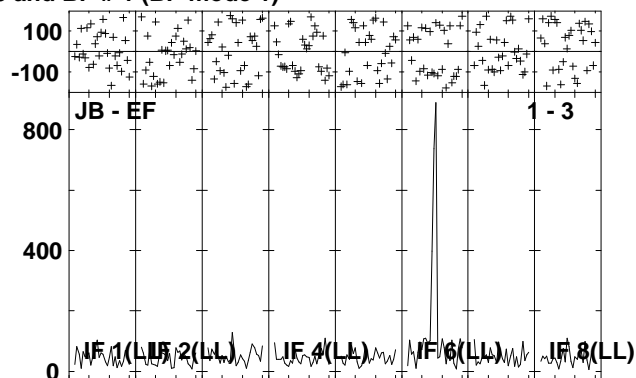 and
100
-100
JB - EF 1 - 3
800
400
IF 1(LL) IF 2(LL) IF 4(LL) IF 6(LL) IF 8(LL)
0